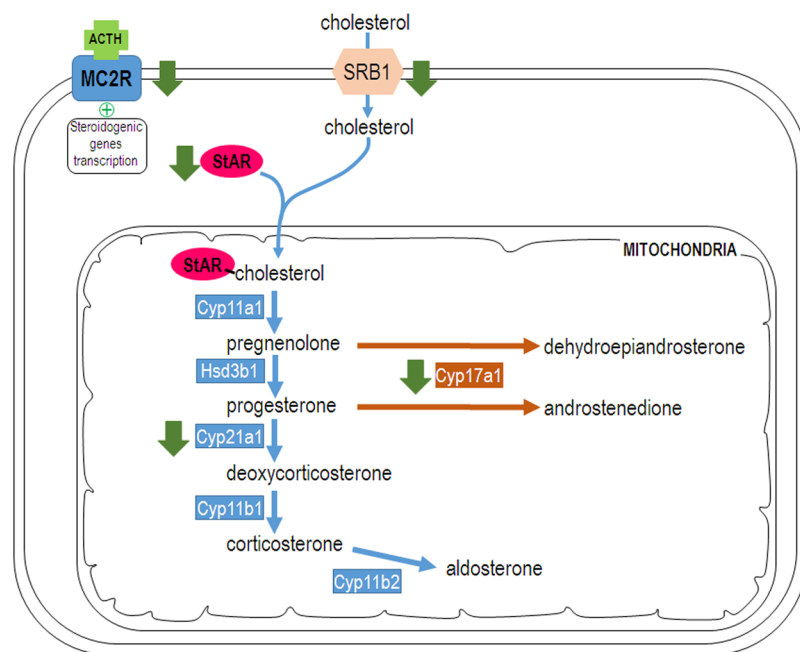 cholesterol
ACTH
MC2R
SRB1
Steroidogenic
genes
transcription
cholesterol
StAR
MITOCHONDRIA
StAR
cholesterol
Cyp11a1
pregnenolone
dehydroepiandrosterone
Hsd3b1
Cyp17a1
progesterone
androstenedione
Cyp21a1
deoxycorticosterone
Cyp11b1
corticosterone
aldosterone
Cyp11b2